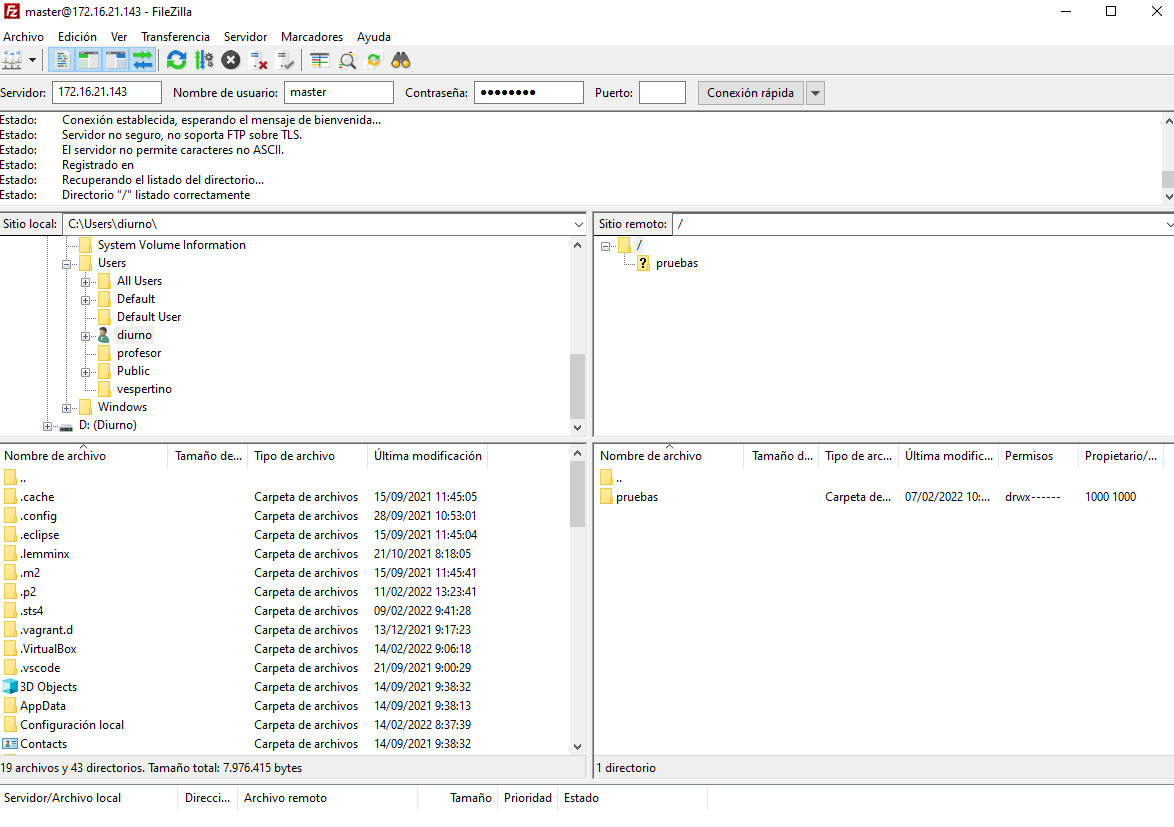 master@172.16.21.143 - FileZilla
Archivo Edición Ver Transferencia Servidor Marcadores Ayuda
Servidor: 172.16.21.143 Nombre de usuario: master Contraseña: ●●●●●●●● Puerto: Conexión rápida
Estado: Conexión establecida, esperando el mensaje de bienvenida...
Estado: Servidor no seguro, no soporta FTP sobre TLS.
Estado: El servidor no permite caracteres no ASCII.
Estado: Registrado en
Estado: Recuperando el listado del directorio...
Estado: Directorio "/" listado correctamente
Sitio local: C:\Users\diurno\
System Volume Information
Users
All Users
Default
Default User
diurno
profesor
Public
vespertino
Windows
D: (Diurno)
Sitio remoto: /
/
? pruebas
Nombre de archivo Tamaño de... Tipo de archivo Última modificación
..
.cache Carpeta de archivos 15/09/2021 11:45:05
.config Carpeta de archivos 28/09/2021 10:53:01
.eclipse Carpeta de archivos 15/09/2021 11:45:04
.lemminx Carpeta de archivos 21/10/2021 8:18:05
.m2 Carpeta de archivos 15/09/2021 11:45:41
.p2 Carpeta de archivos 11/02/2022 13:23:41
.sts4 Carpeta de archivos 09/02/2022 9:41:28
.vagrant.d Carpeta de archivos 13/12/2021 9:17:23
.VirtualBox Carpeta de archivos 14/02/2022 9:06:18
.vscode Carpeta de archivos 21/09/2021 9:00:29
3D Objects Carpeta de archivos 14/09/2021 9:38:32
AppData Carpeta de archivos 14/09/2021 9:38:13
Configuración local Carpeta de archivos 14/02/2022 8:37:39
Contacts Carpeta de archivos 14/09/2021 9:38:32
19 archivos y 43 directorios. Tamaño total: 7.976.415 bytes
Nombre de archivo Tamaño d... Tipo de arc... Última modific... Permisos Propietario/...
..
pruebas Carpeta de... 07/02/2022 10:... drwx------ 1000 1000
1 directorio
Servidor/Archivo local Direcci... Archivo remoto Tamaño Prioridad Estado